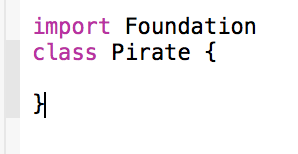 import Foundation
class Pirate {
}